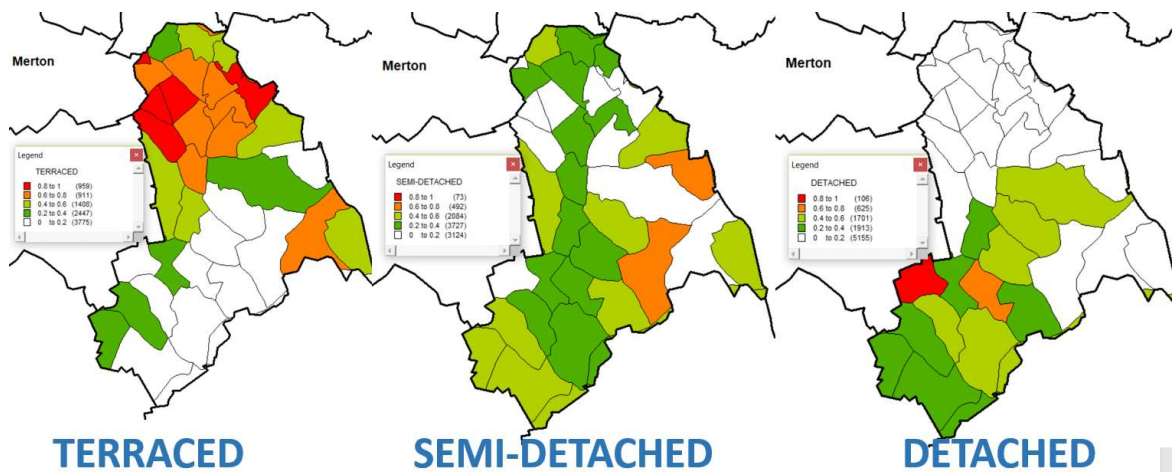 Merton
Legend
TERRACED
0.8 to 1 (959)
0.6 to 0.8 (911)
0.4 to 0.6 (1408)
0.2 to 0.4 (2447)
0 to 0.2 (3775)
TERRACED
Merton
Legend
SEMI-DETACHED
0.8 to 1 (73)
0.6 to 0.8 (492)
0.4 to 0.6 (2084)
0.2 to 0.4 (3727)
0 to 0.2 (3124)
SEMI-DETACHED
Merton
Legend
DETACHED
0.8 to 1 (106)
0.6 to 0.8 (625)
0.4 to 0.6 (1701)
0.2 to 0.4 (1913)
0 to 0.2 (5155)
DETACHED